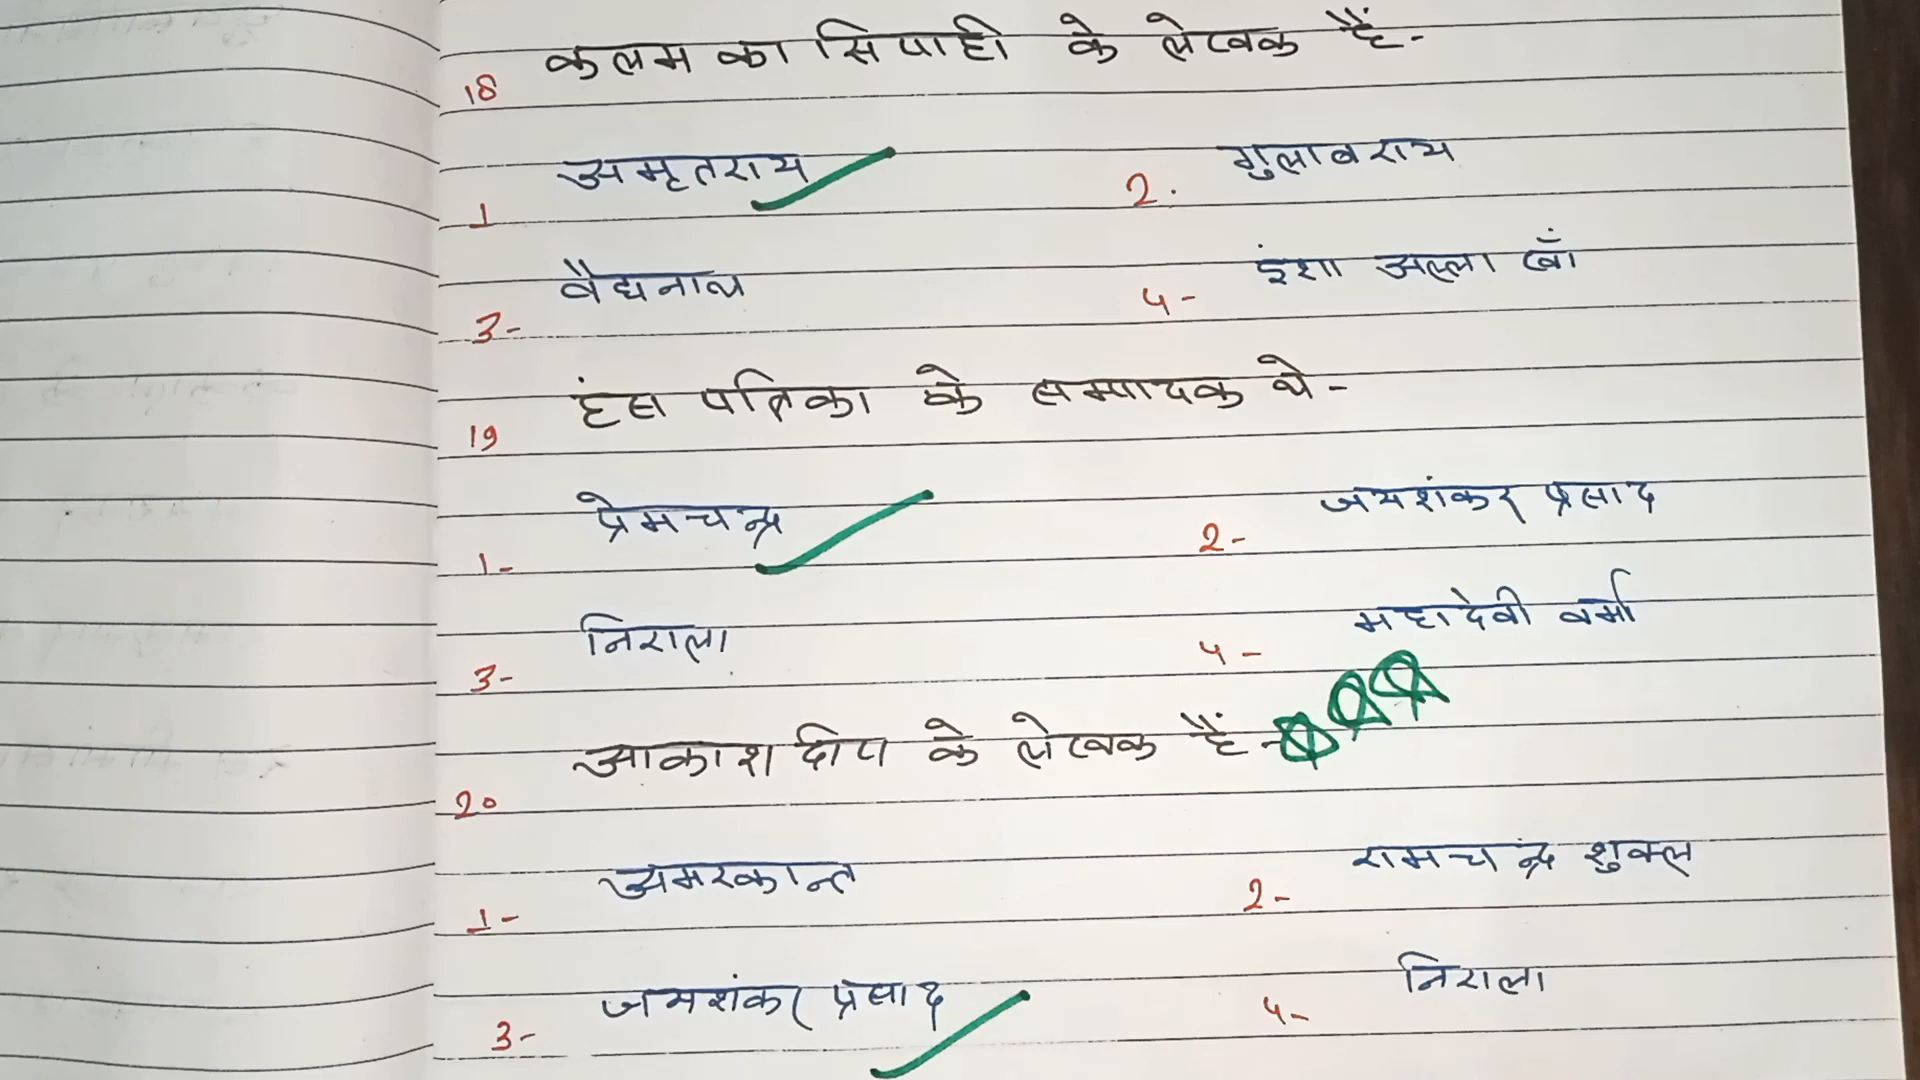 18 कलम का सिपाही के लेखक हैं-
1 अमृतराय 2. गुलाबराय
3- वैद्यनाथ 4- इंशा अल्ला खाँ
19 हंस पत्रिका के सम्पादक थे-
1- प्रेमचन्द्र 2- जयशंकर प्रसाद
3- निराला 4- महादेवी वर्मा
20 आकाश दीप के लेखक हैं-
1- अमरकान्त 2- रामचन्द्र शुक्ल
3- जयशंकर प्रसाद 4- निराला